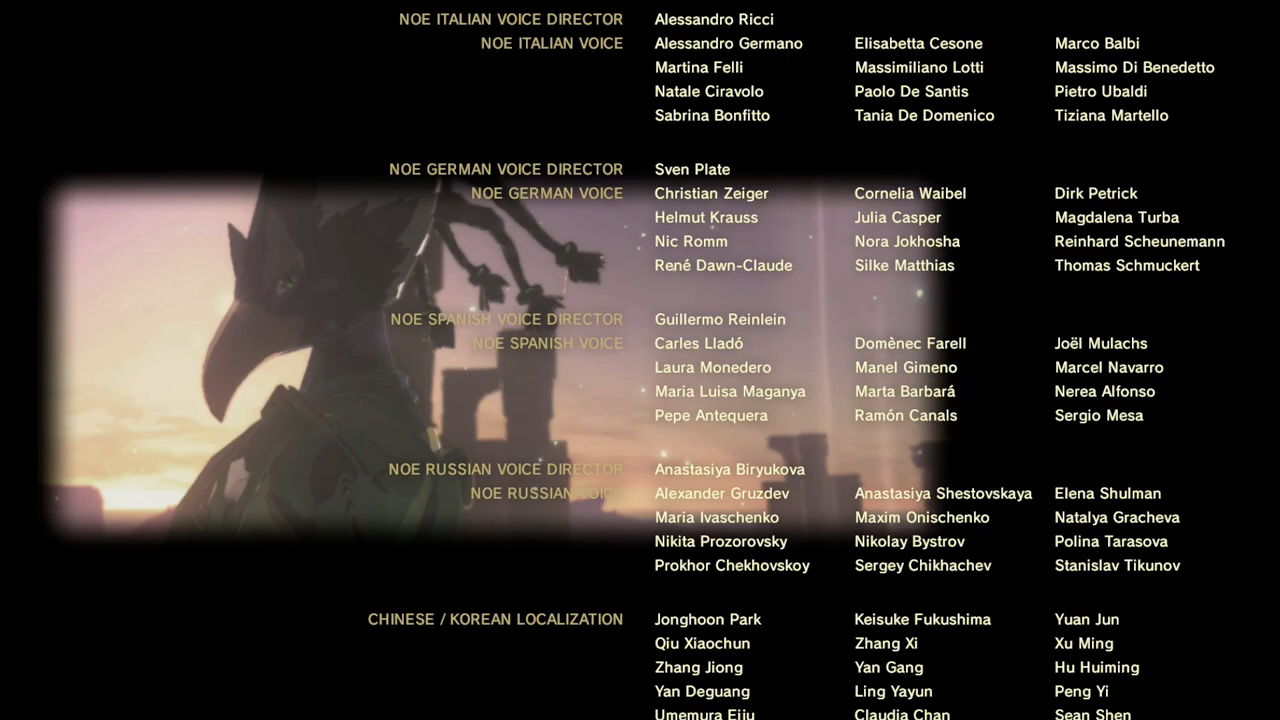 NOE ITALIAN VOICE DIRECTOR Alessandro Ricci
NOE ITALIAN VOICE Alessandro Germano Elisabetta Cesone Marco Balbi
Martina Felli Massimiliano Lotti Massimo Di Benedetto
Natale Ciravolo Paolo De Santis Pietro Ubaldi
Sabrina Bonfitto Tania De Domenico Tiziana Martello
NOE GERMAN VOICE DIRECTOR Sven Plate
NOE GERMAN VOICE Christian Zeiger Cornelia Waibel Dirk Petrick
Helmut Krauss Julia Casper Magdalena Turba
Nic Romm Nora Jokhosha Reinhard Scheunemann
René Dawn-Claude Silke Matthias Thomas Schmuckert
NOE SPANISH VOICE DIRECTOR Guillermo Reinlein
NOE SPANISH VOICE Carles Lladó Domènec Farell Joël Mulachs
Laura Monedero Manel Gimeno Marcel Navarro
Maria Luisa Maganya Marta Barbará Nerea Alfonso
Pepe Antequera Ramón Canals Sergio Mesa
NOE RUSSIAN VOICE DIRECTOR Anastasiya Biryukova
NOE RUSSIAN VOICE Alexander Gruzdev Anastasiya Shestovskaya Elena Shulman
Maria Ivaschenko Maxim Onischenko Natalya Gracheva
Nikita Prozorovsky Nikolay Bystrov Polina Tarasova
Prokhor Chekhovskoy Sergey Chikhachev Stanislav Tikunov
CHINESE / KOREAN LOCALIZATION Jonghoon Park Keisuke Fukushima Yuan Jun
Qiu Xiaochun Zhang Xi Xu Ming
Zhang Jiong Yan Gang Hu Huiming
Yan Deguang Ling Yayun Peng Yi
Umemura Eiju Claudia Chan Sean Shen